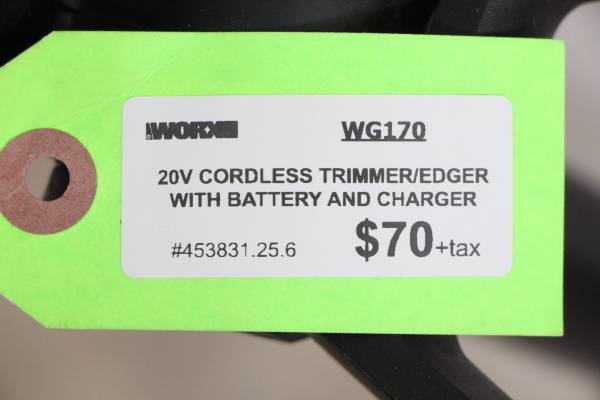 WORX WG170
20V CORDLESS TRIMMER/EDGER
WITH BATTERY AND CHARGER
#453831.25.6 $70+tax